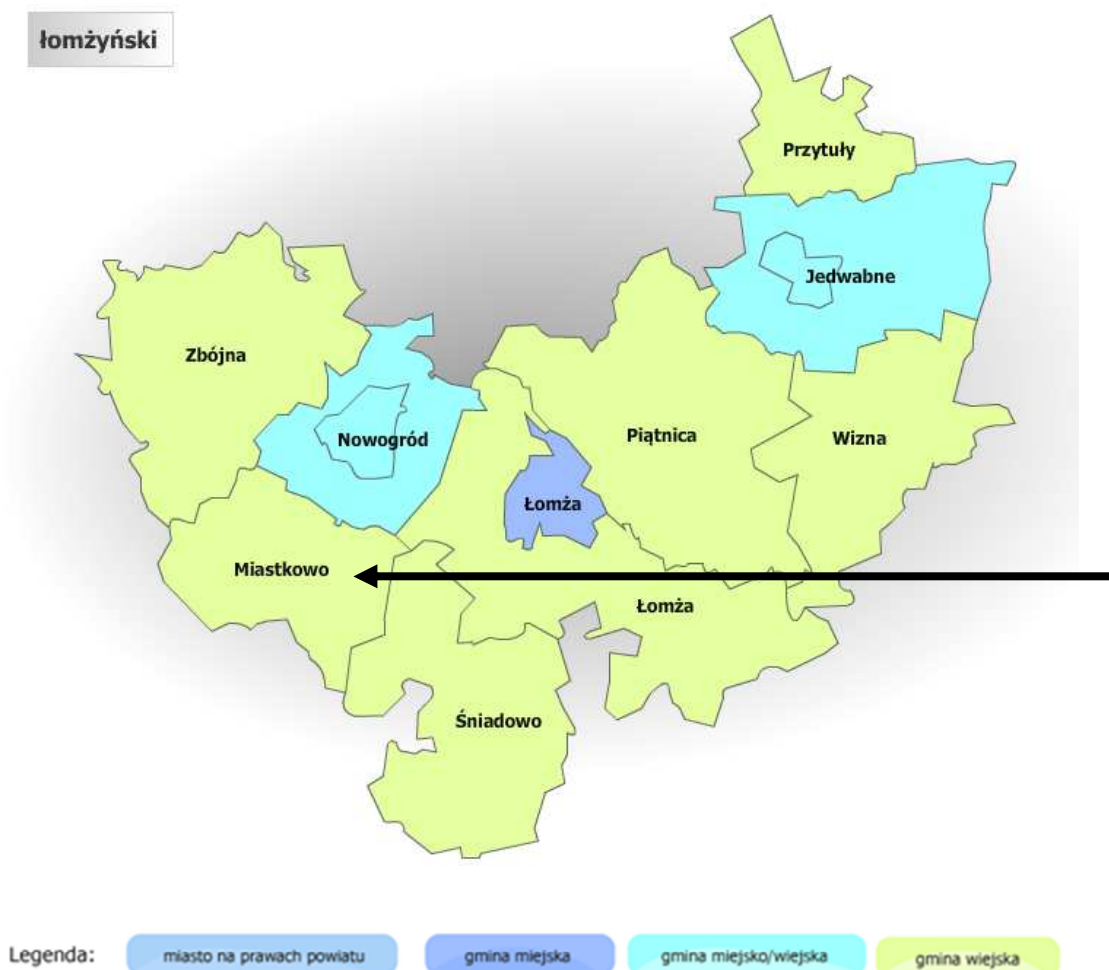 łomżyński
Przytuły
Jedwabne
Zbójna
Nowogród
Piątnica
Wizna
Łomża
Miastkowo
Łomża
Śniadowo
Legenda:
miasto na prawach powiatu
gmina miejska
gmina miejsko/wiejska
gmina wiejska